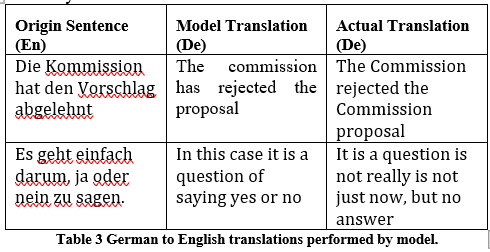 Origin Sentence (En) Model Translation (De) Actual Translation (De)
Die Kommission hat den Vorschlag abgelehnt
The commission has rejected the proposal
The Commission rejected the Commission proposal
Es geht einfach darum, ja oder nein zu sagen.
In this case it is a question of saying yes or no
It is a question is not really is not just now, but no answer
Table 3 German to English translations performed by model.